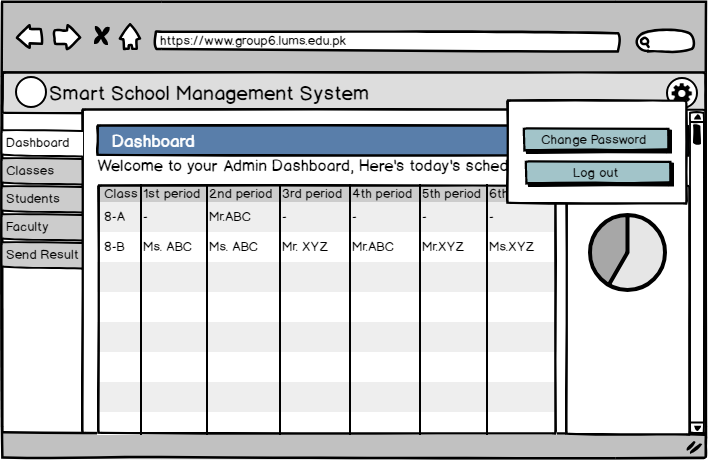 https://www.group6.lums.edu.pk
Smart School Management System
Change Password
Log out
Dashboard
Classes
Students
Faculty
Send Result
Dashboard
Welcome to your Admin Dashboard, Here's today's sched
Class 1st period 2nd period 3rd period 4th period 5th period 6th
8-A - Mr.ABC - - - -
8-B Ms. ABC Ms. ABC Mr. XYZ Mr.ABC Mr.XYZ Ms.XYZ